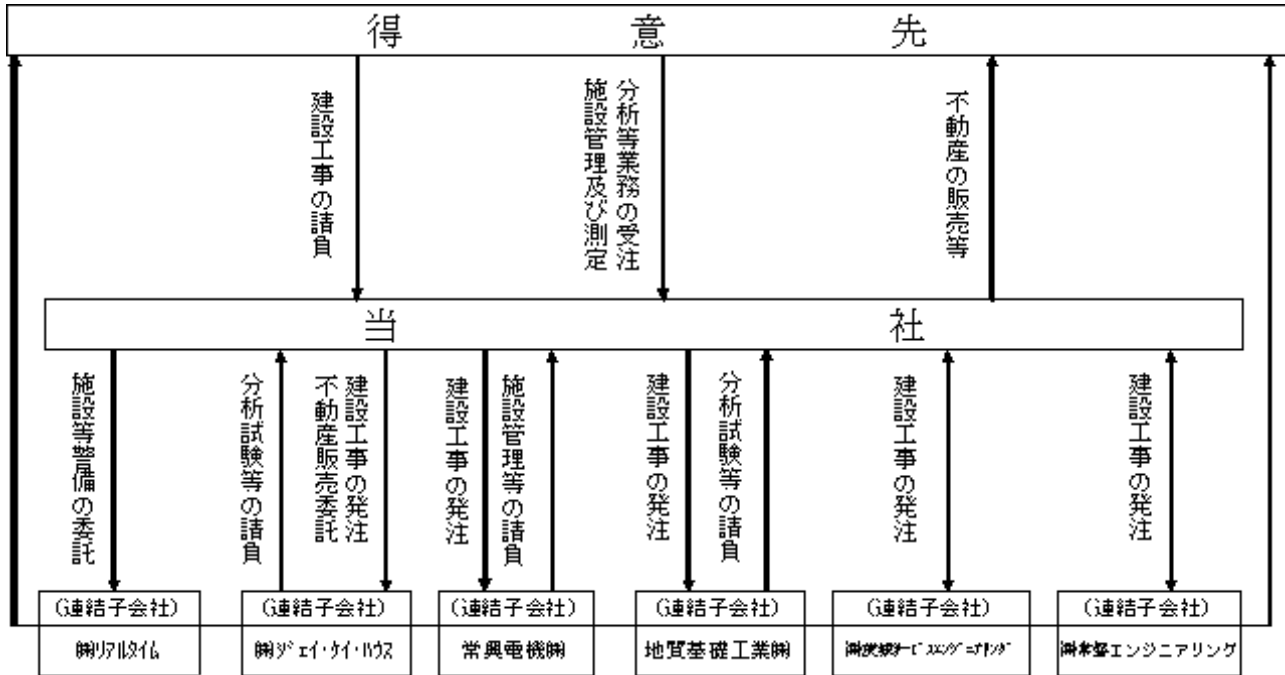 得意先
建設工事の請負
分析等業務の受注
施設管理及び測定
不動産の販売等
当社
施設等警備の委託
分析試験等の請負
建設工事の発注
不動産販売委託
建設工事の発注
施設管理等の請負
建設工事の発注
分析試験等の請負
建設工事の発注
建設工事の発注
(連結子会社)
㈱リアルタイム
(連結子会社)
㈱ジェイ・ケイ・ハウス
(連結子会社)
常興電機㈱
(連結子会社)
地質基礎工業㈱
(連結子会社)
(連結子会社)
㈱常磐エンジニアリング